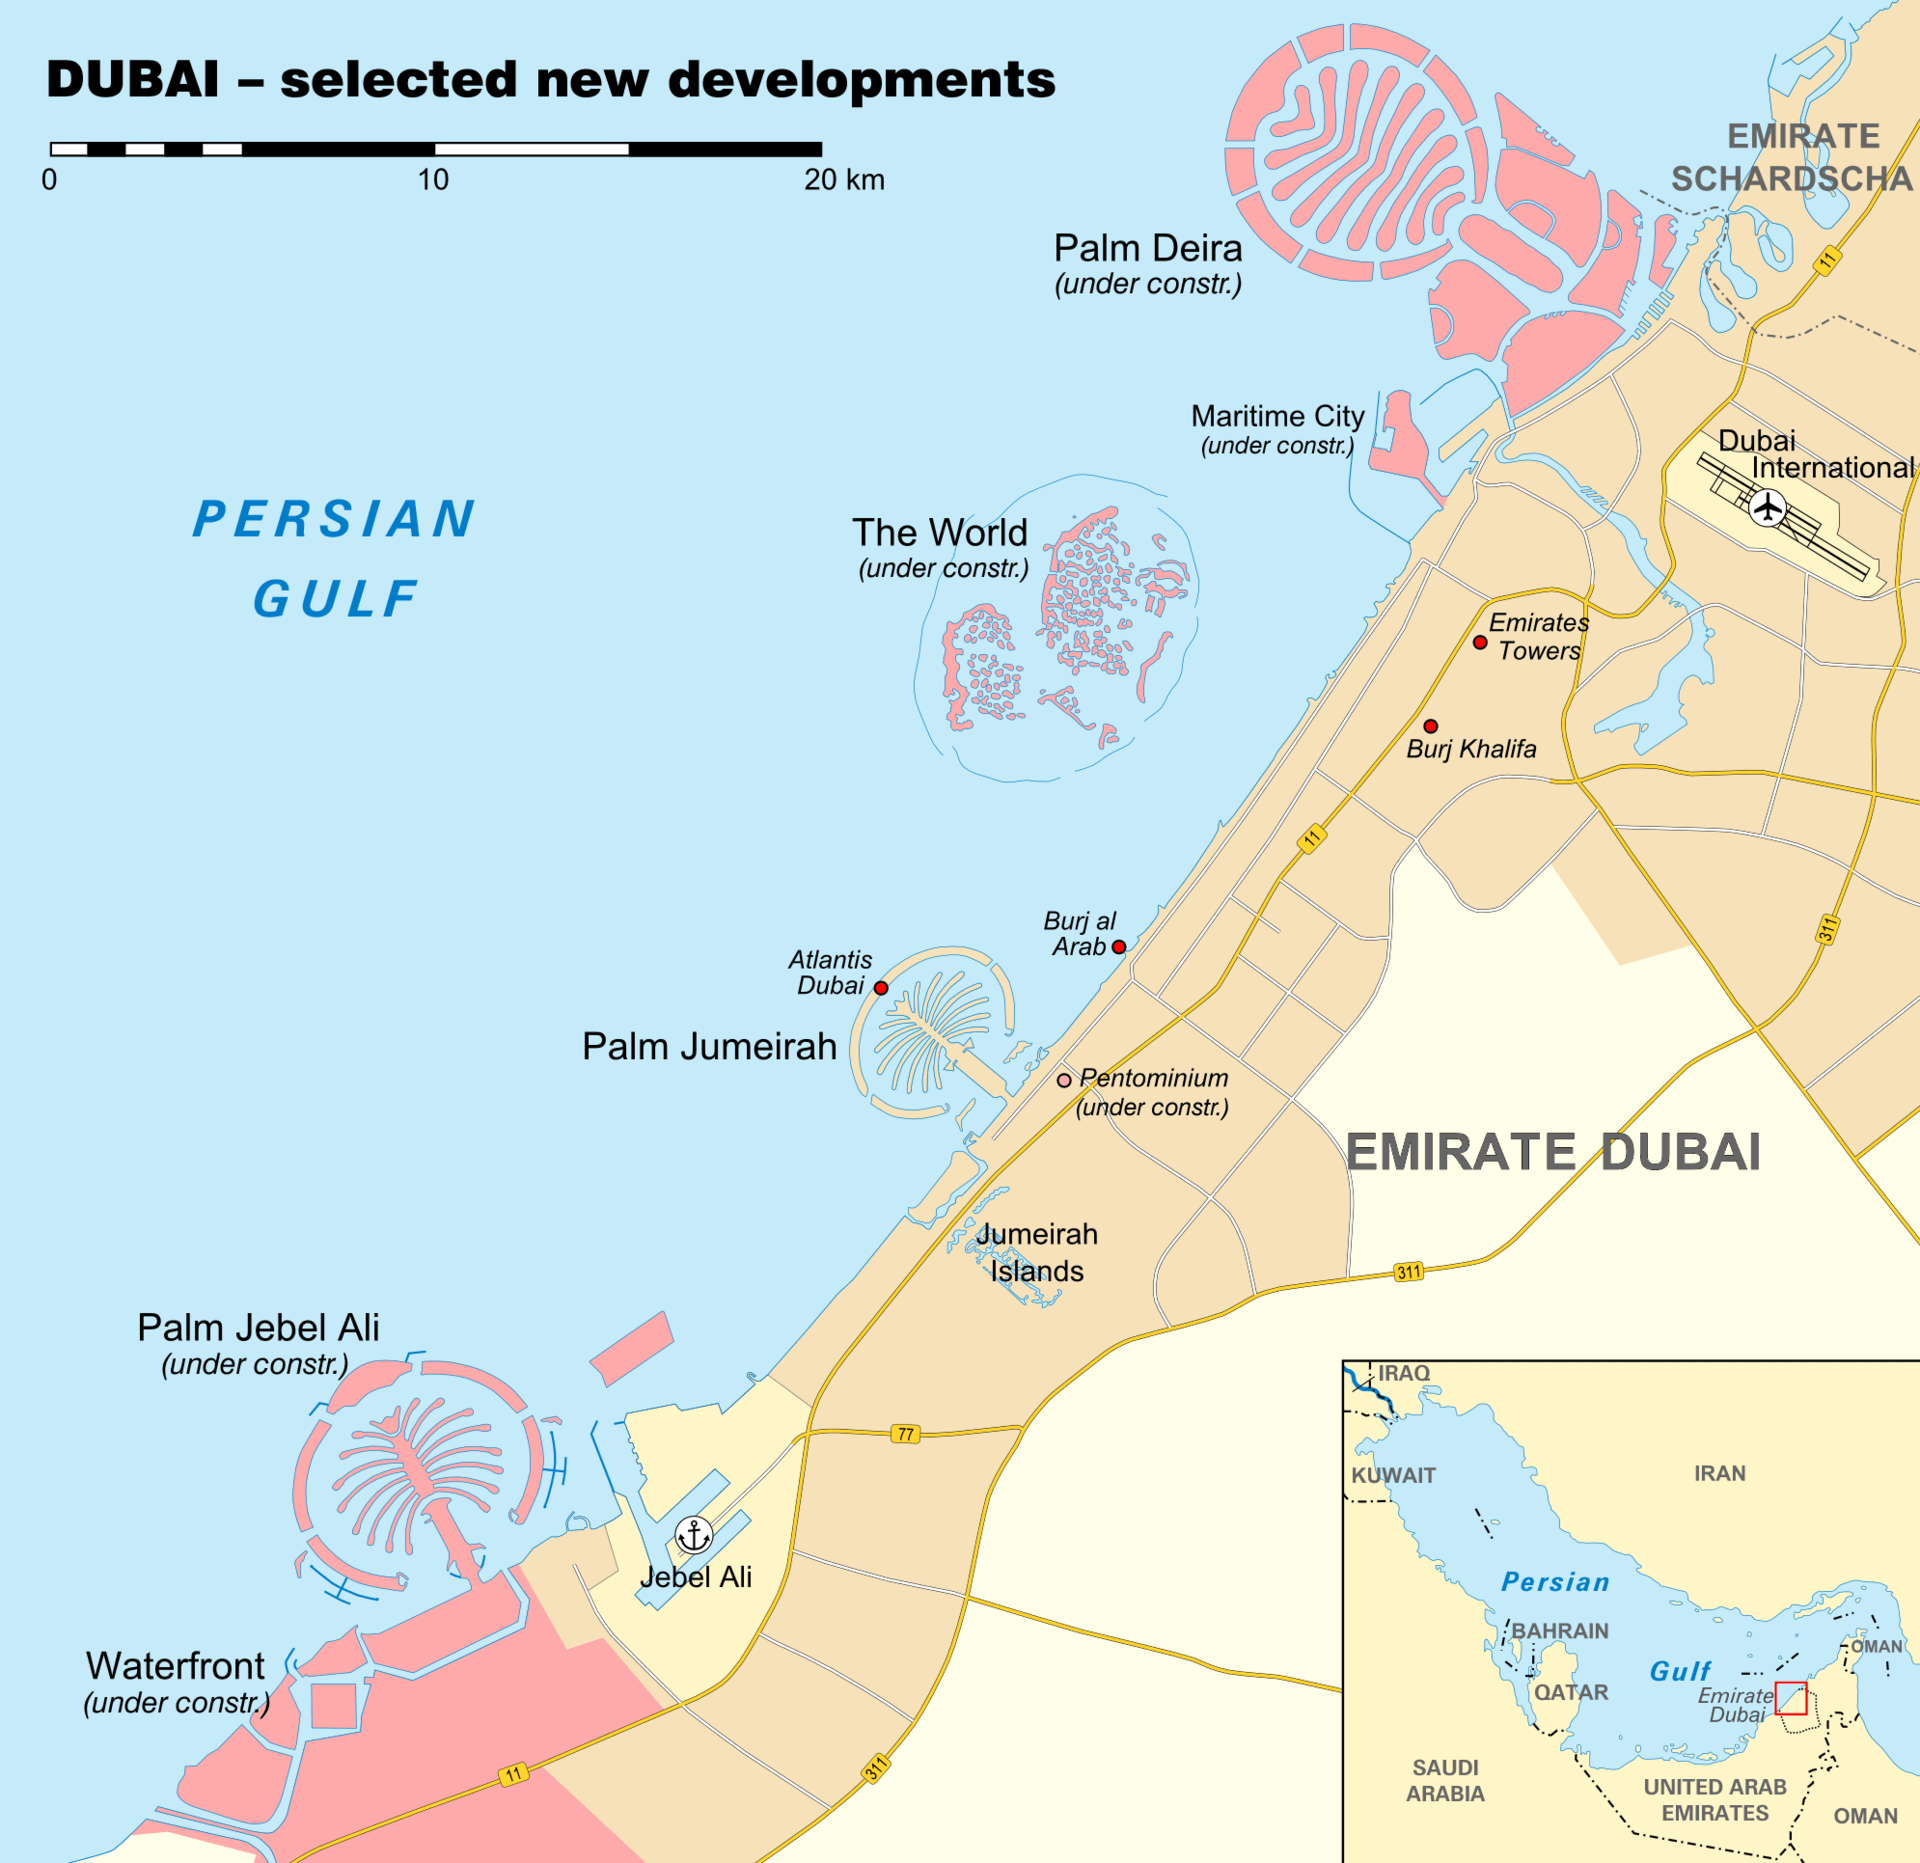 DUBAI – selected new developments
0 10 20 km
EMIRATE
SCHARDSCHA
Palm Deira
(under constr.)
11
Maritime City
(under constr.)
Dubai
International
PERSIAN
GULF
The World
(under constr.)
Emirates
Towers
Burj Khalifa
11
311
Burj al
Arab
Atlantis
Dubai
Palm Jumeirah
Pentominium
(under constr.)
EMIRATE DUBAI
Jumeirah
Islands
311
Palm Jebel Ali
(under constr.)
77
Jebel Ali
Waterfront
(under constr.)
11
311
IRAQ
KUWAIT
IRAN
Persian
Gulf
BAHRAIN
QATAR
OMAN
Emirate
Dubai
SAUDI
ARABIA
UNITED ARAB
EMIRATES
OMAN